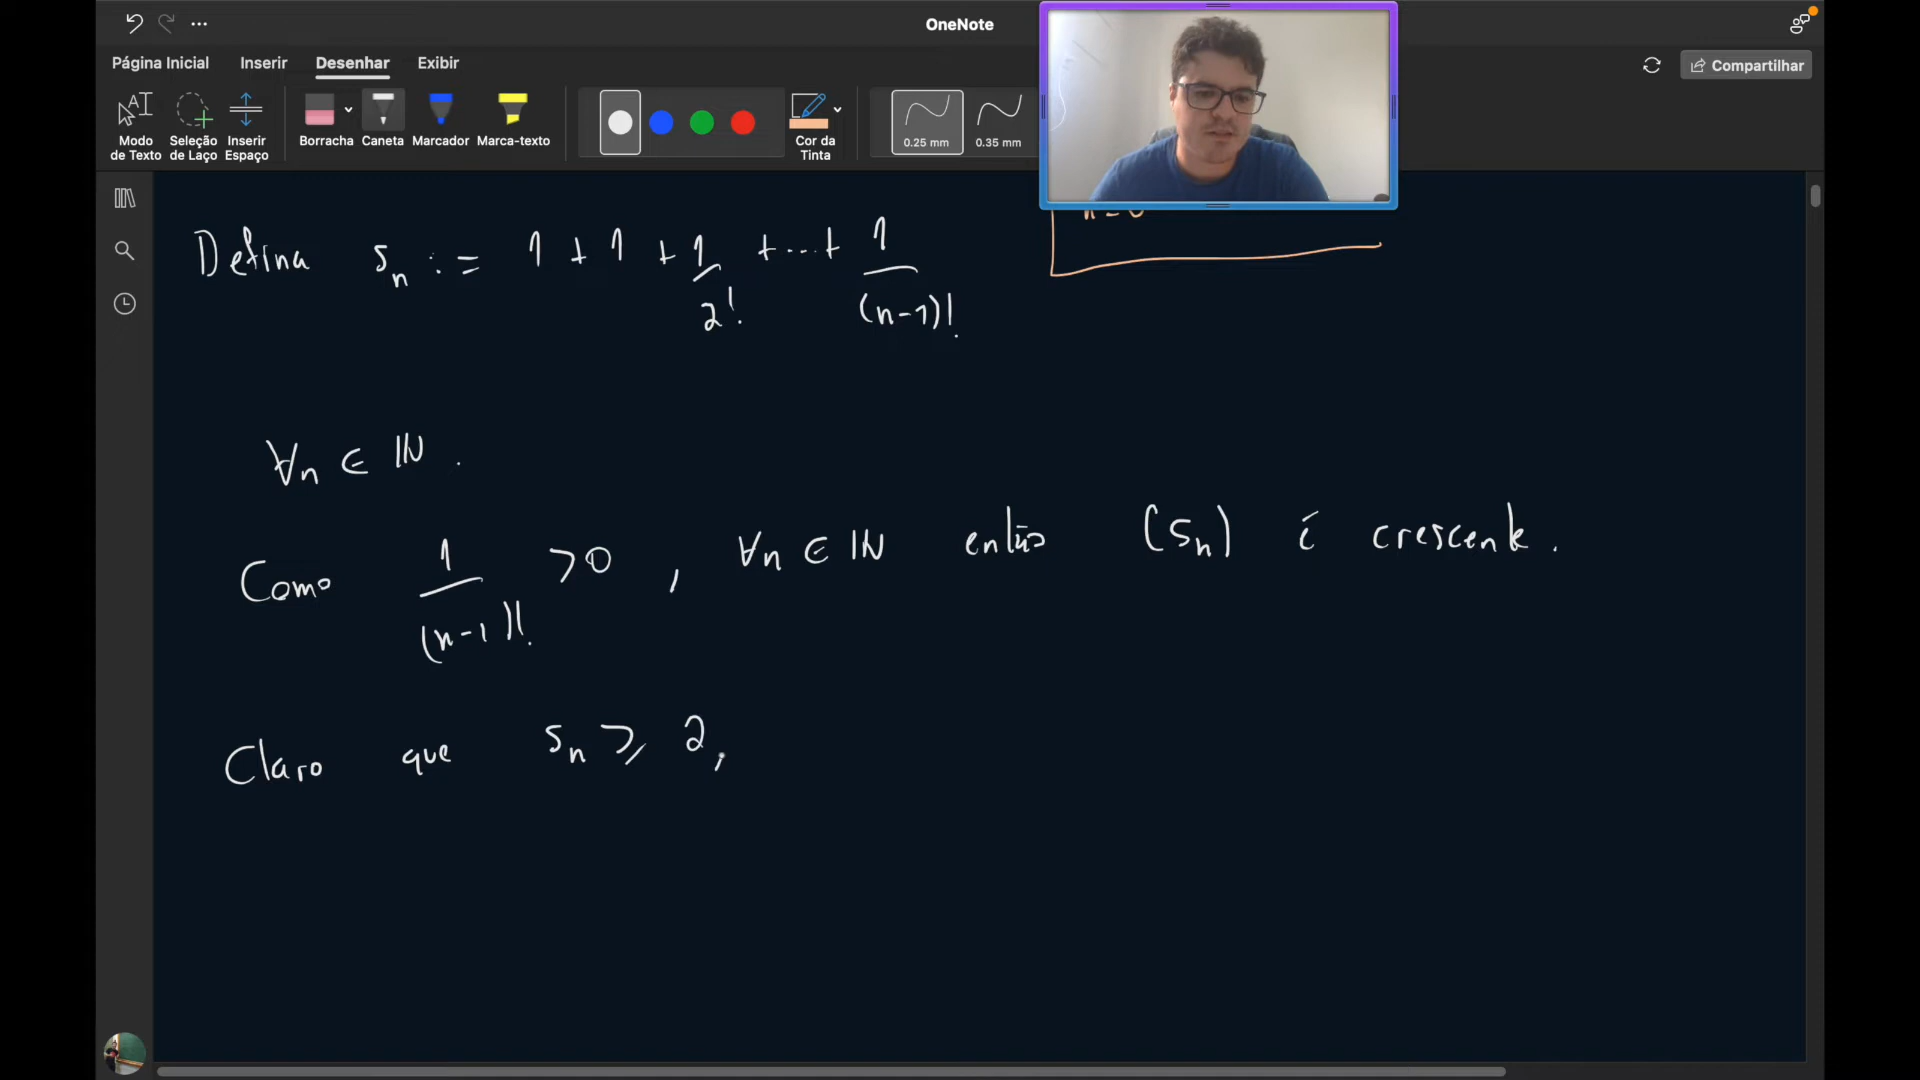 OneNote
Página Inicial Inserir Desenhar Exibir
Compartilhar
Modo de Texto Seleção de Laço Inserir Espaço Borracha Caneta Marcador Marca-texto Cor da Tinta 0.25 mm 0.35 mm
Defina s_n := 1 + 1 + 1/2! + ... + 1/(n-1)!
∀n ∈ ℕ.
Como 1/(n-1)! > 0, ∀n ∈ ℕ então (s_n) é crescente.
Claro que s_n ≥ 2,